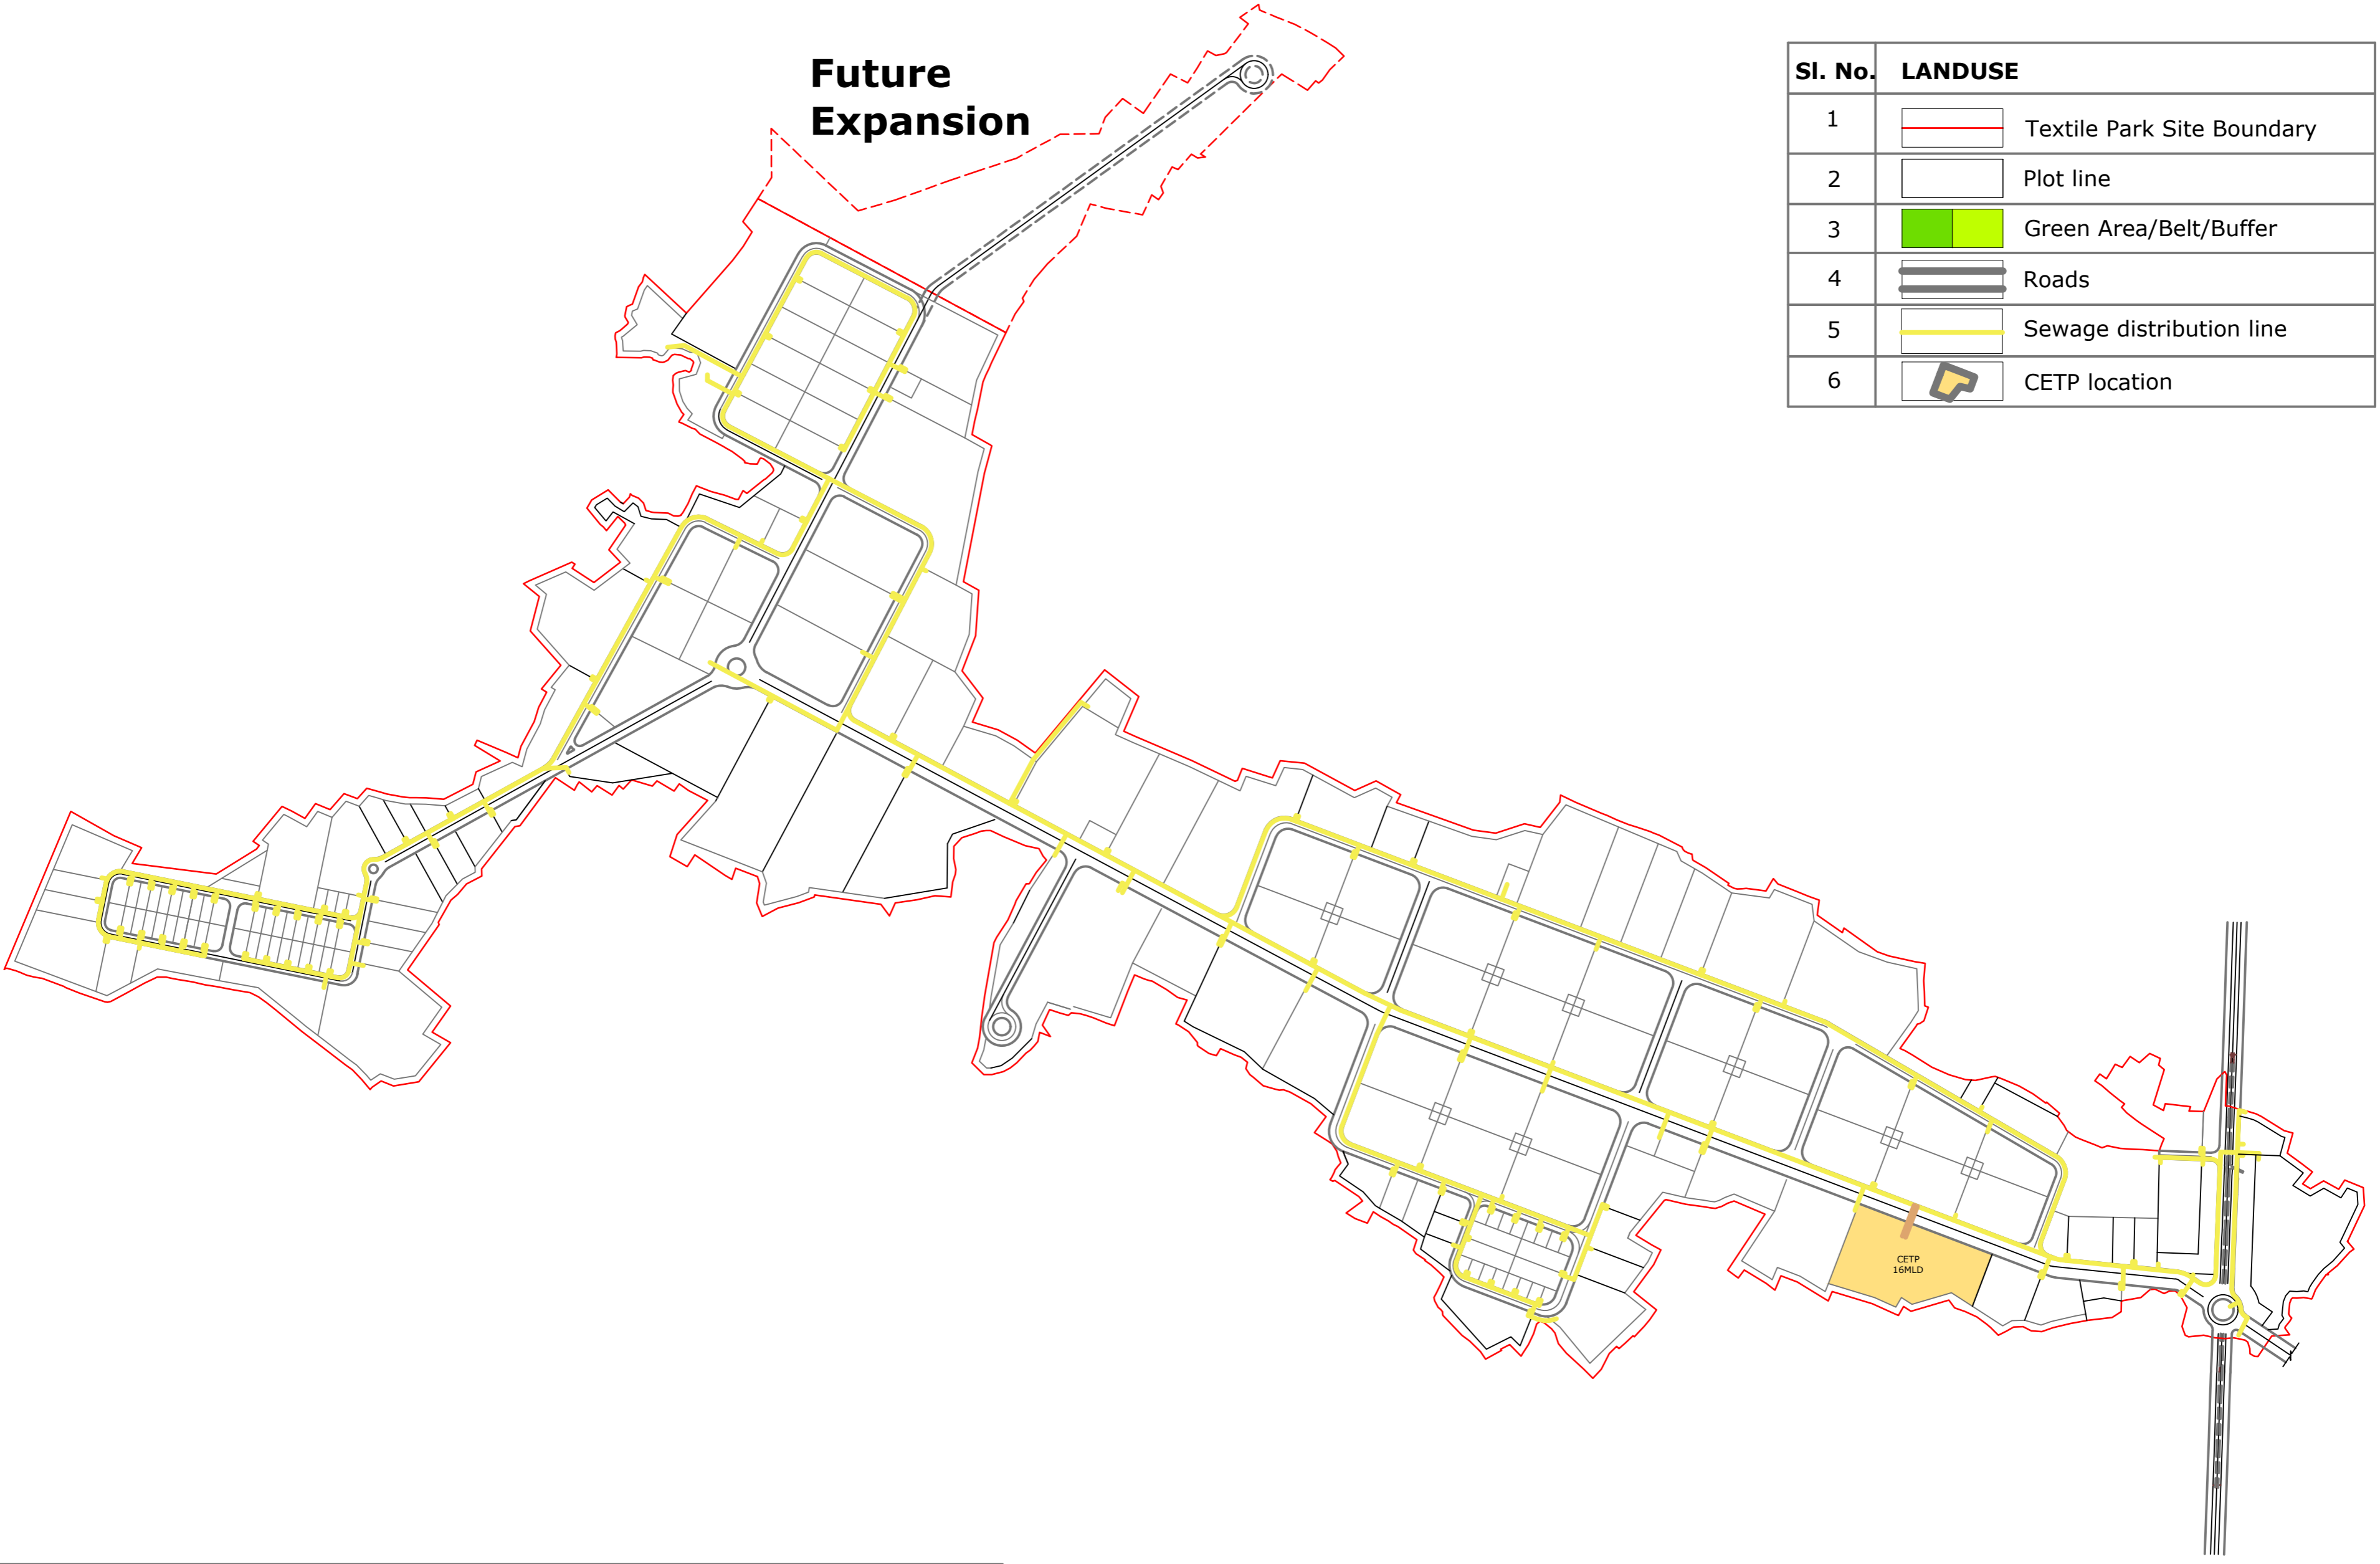 Future
Expansion
Sl. No. LANDUSE
1 Textile Park Site Boundary
2 Plot line
3 Green Area/Belt/Buffer
4 Roads
5 Sewage distribution line
6 CETP location
CETP
16MLD